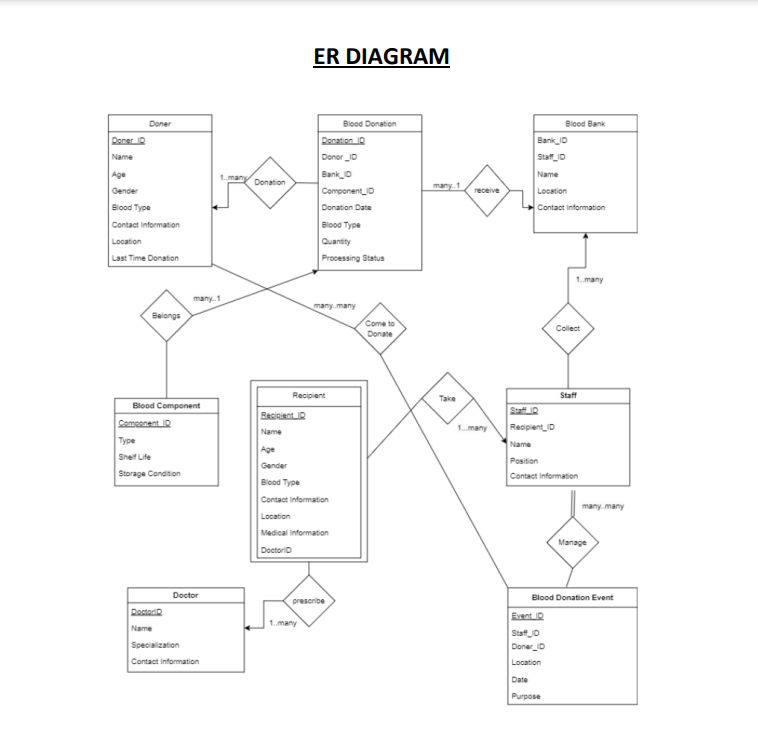 ER DIAGRAM
Doner
Doner_ID
Name
Age
Gender
Blood Type
Contact Information
Location
Last Time Donation
1..many
Donation
Blood Donation
Donation_ID
Donor _ID
Bank_ID
Component_ID
Donation Date
Blood Type
Quantity
Processing Status
many..1
receive
Blood Bank
Bank_ID
Staff_ID
Name
Location
Contact Information
many..1
Belongs
many..many
Come to
Donate
1..many
Collect
Blood Component
Component_ID
Type
Shelf Life
Storage Condition
Recipient
Recipient_ID
Name
Age
Gender
Blood Type
Contact Information
Location
Medical Information
DoctorID
Take
1...many
Staff
Staff_ID
Recipient_ID
Name
Position
Contact Information
many..many
Manage
Doctor
DoctorID
Name
Specialization
Contact Information
prescribe
1..many
Blood Donation Event
Event_ID
Staff_ID
Doner_ID
Location
Date
Purpose